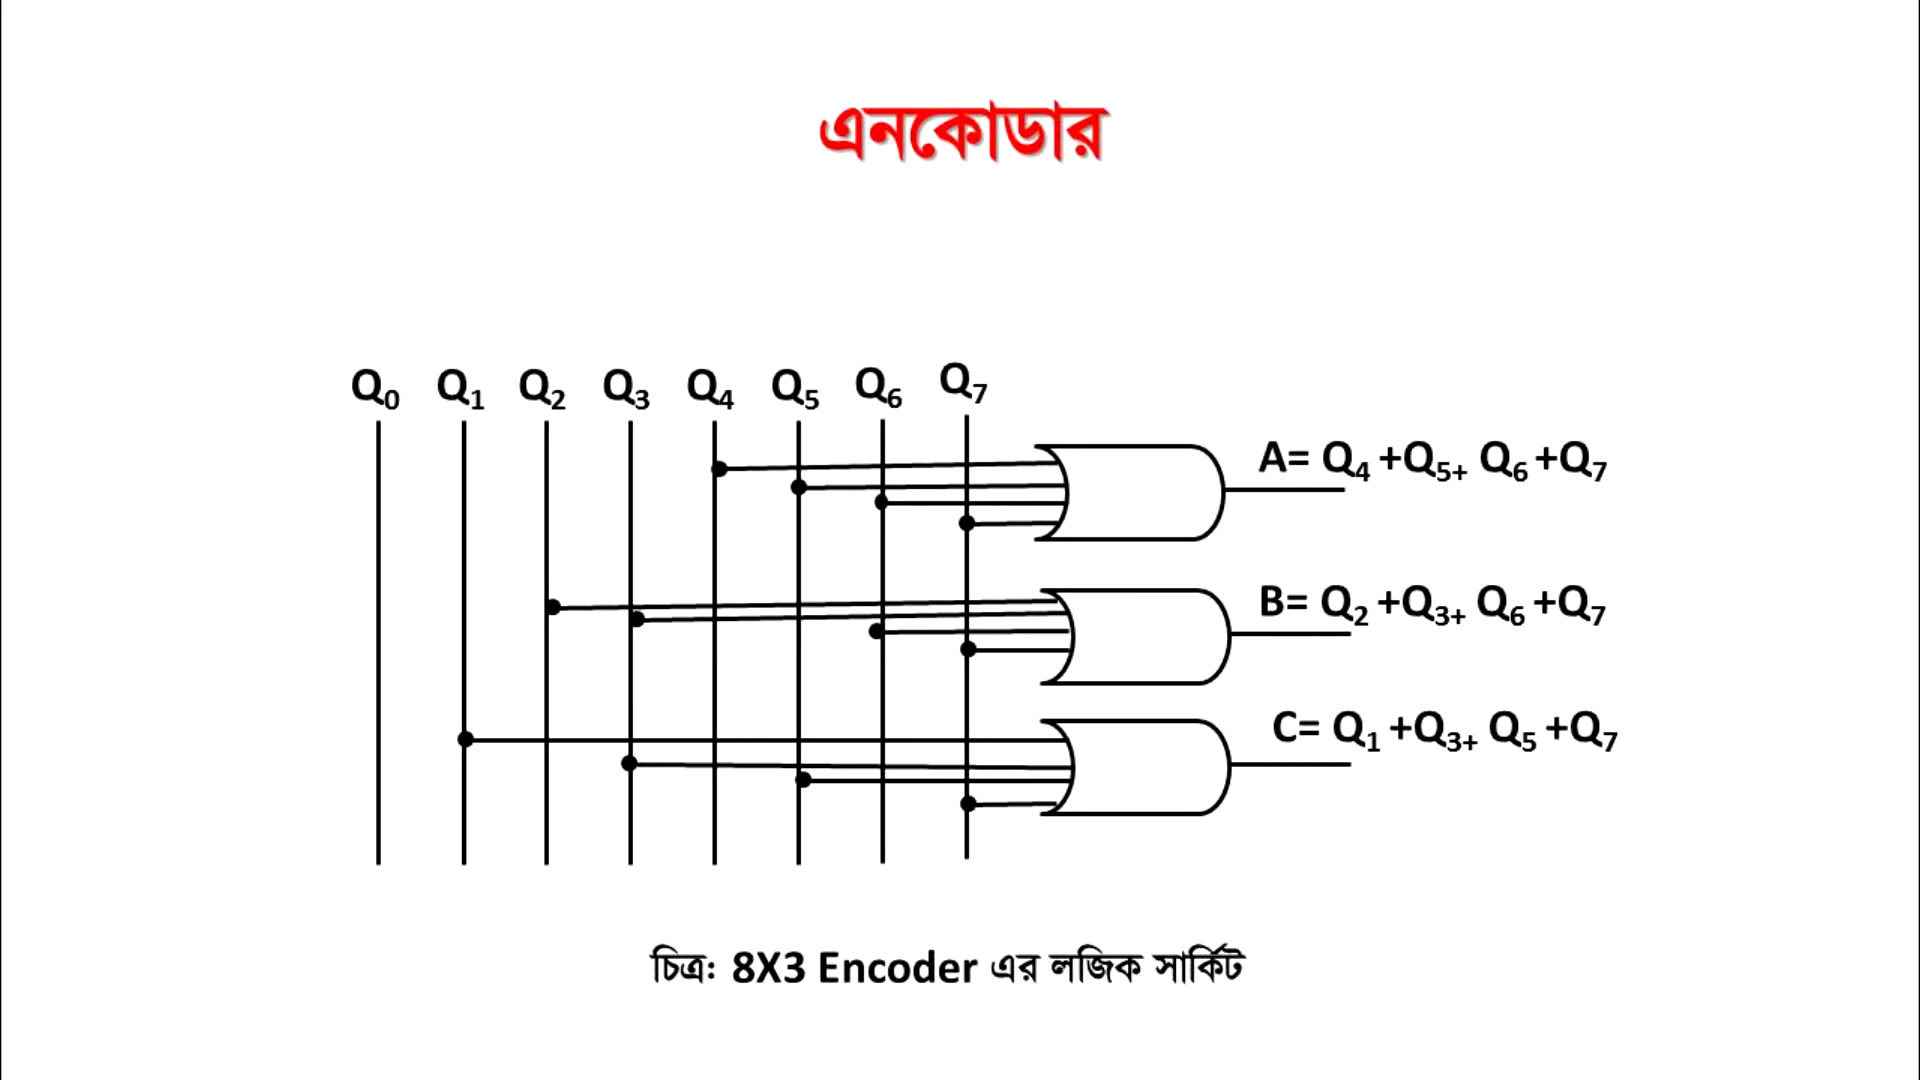 এনকোডার
Q₀ Q₁ Q₂ Q₃ Q₄ Q₅ Q₆ Q₇
A= Q₄ +Q₅₊ Q₆ +Q₇
B= Q₂ +Q₃₊ Q₆ +Q₇
C= Q₁ +Q₃₊ Q₅ +Q₇
চিত্রঃ 8X3 Encoder এর লজিক সার্কিট